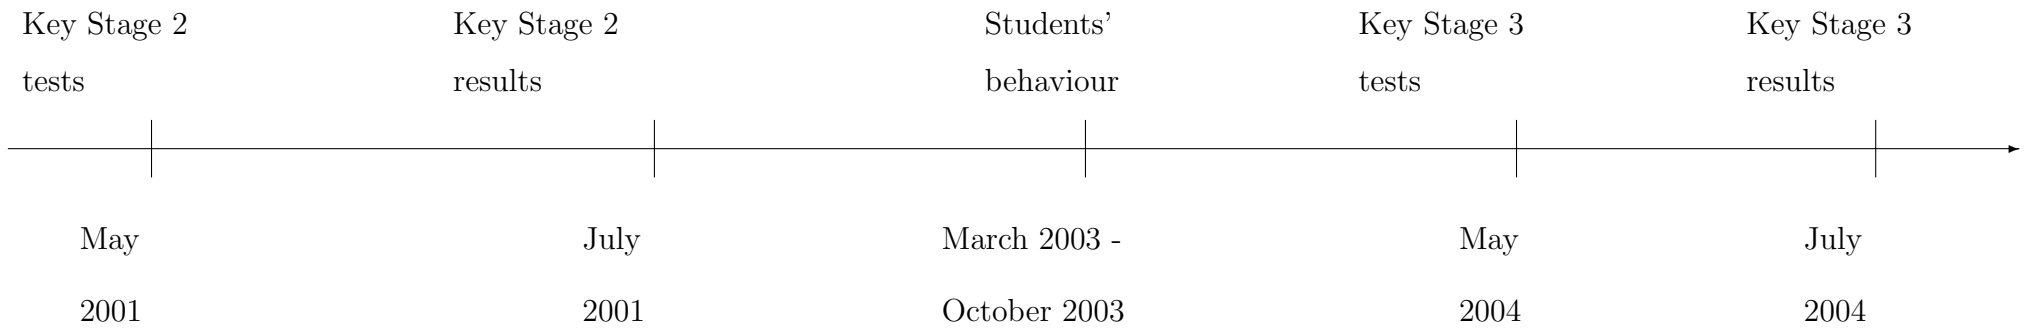 Key Stage 2
tests
Key Stage 2
results
Students’
behaviour
Key Stage 3
tests
Key Stage 3
results
May
2001
July
2001
March 2003 -
October 2003
May
2004
July
2004